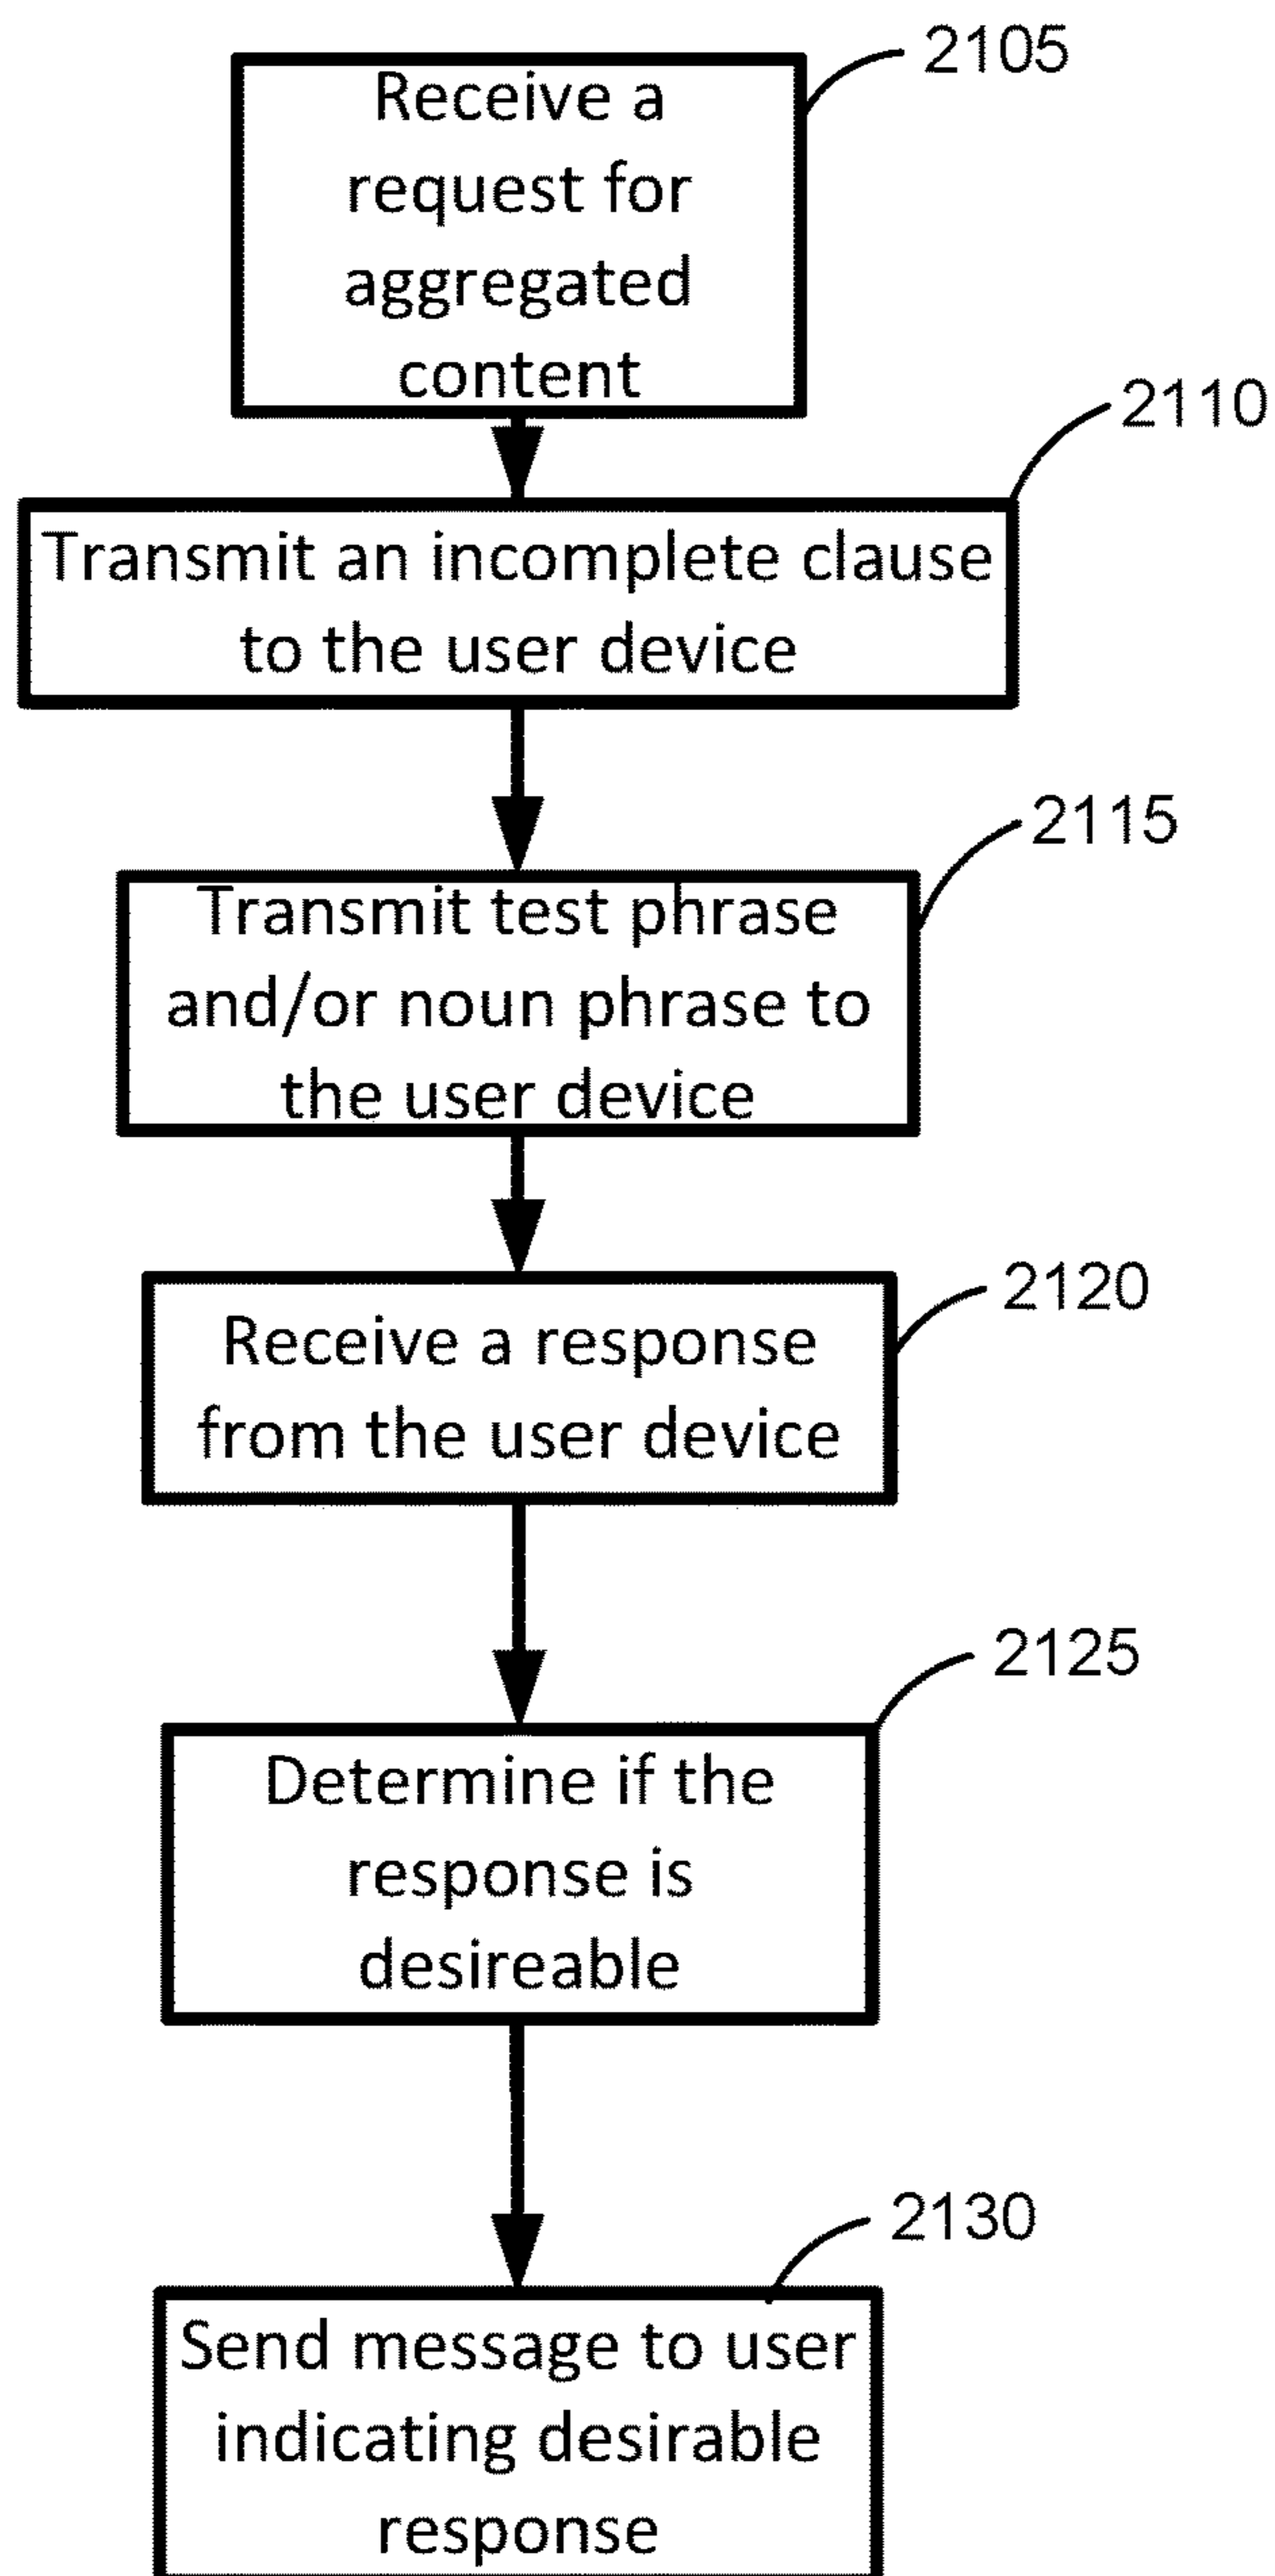 2105
Receive a
request for
aggregated
content
2110
Transmit an incomplete clause
to the user device
2115
Transmit test phrase
and/or noun phrase to
the user device
2120
Receive a response
from the user device
2125
Determine if the
response is
desireable
2130
Send message to user
indicating desirable
response